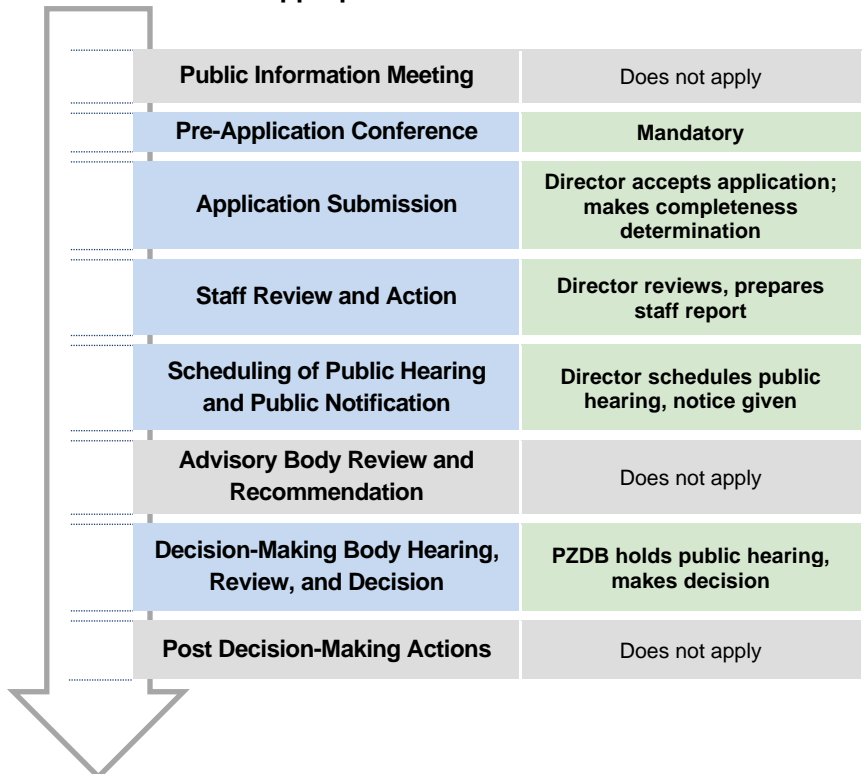 Public Information Meeting
Does not apply
Pre-Application Conference
Mandatory
Application Submission
Director accepts application;
makes completeness
determination
Staff Review and Action
Director reviews, prepares
staff report
Scheduling of Public Hearing
and Public Notification
Director schedules public
hearing, notice given
Advisory Body Review and
Recommendation
Does not apply
Decision-Making Body Hearing,
Review, and Decision
PZDB holds public hearing,
makes decision
Post Decision-Making Actions
Does not apply